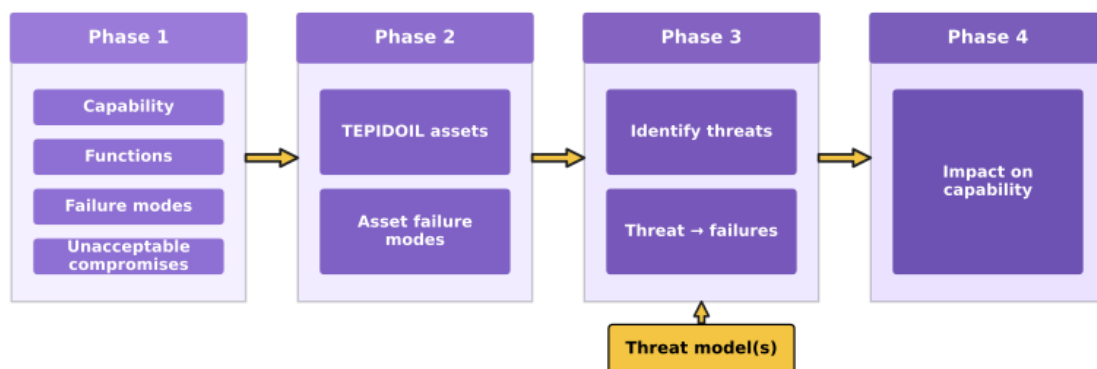 Phase 1
Capability
Functions
Failure modes
Unacceptable
compromises
Phase 2
TEPIDOIL assets
Asset failure
modes
Phase 3
Identify threats
Threat → failures
Threat model(s)
Phase 4
Impact on
capability